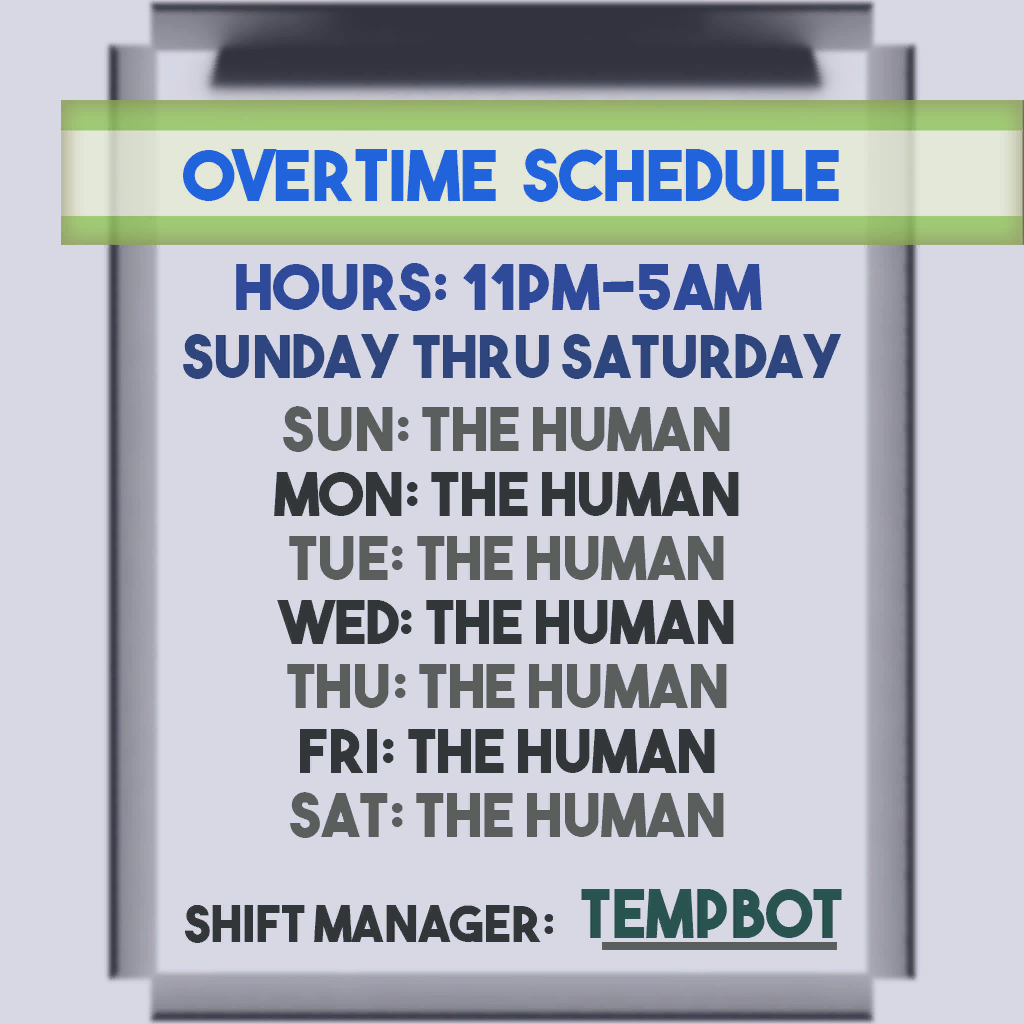 OVERTIME SCHEDULE
HOURS: 11PM-5AM
SUNDAY THRU SATURDAY
SUN: THE HUMAN
MON: THE HUMAN
TUE: THE HUMAN
WED: THE HUMAN
THU: THE HUMAN
FRI: THE HUMAN
SAT: THE HUMAN
SHIFT MANAGER: TEMPBOT